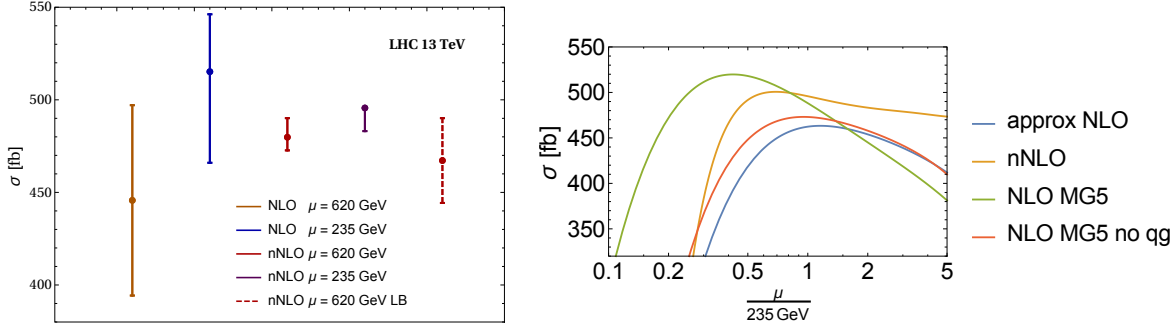 550
500
450
400
σ [fb]
LHC 13 TeV
NLO μ = 620 GeV
NLO μ = 235 GeV
nNLO μ = 620 GeV
nNLO μ = 235 GeV
nNLO μ = 620 GeV LB
550
500
450
400
350
σ [fb]
0.1 0.2 0.5 1 2 5
μ
235 GeV
approx NLO
nNLO
NLO MG5
NLO MG5 no qg